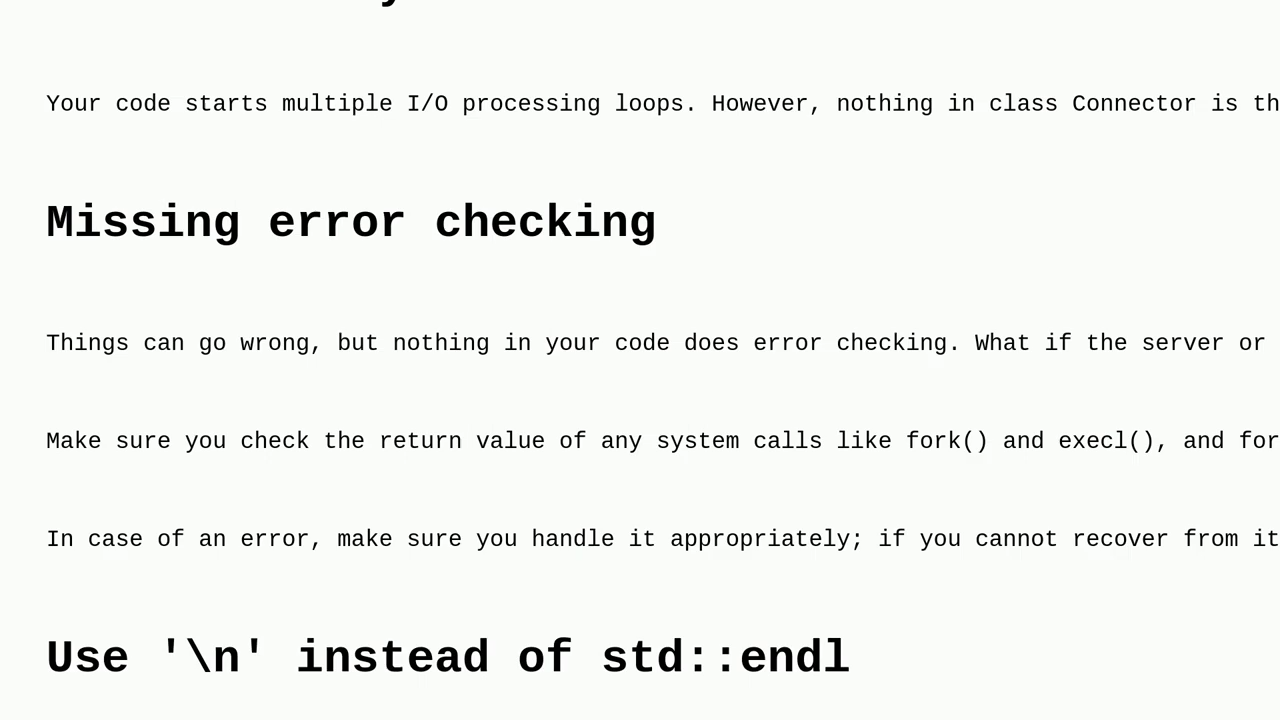 Your code starts multiple I/O processing loops. However, nothing in class Connector is
Missing error checking
Things can go wrong, but nothing in your code does error checking. What if the server or
Make sure you check the return value of any system calls like fork() and execl(), and
In case of an error, make sure you handle it appropriately; if you cannot recover from it
Use '\n' instead of std::endl